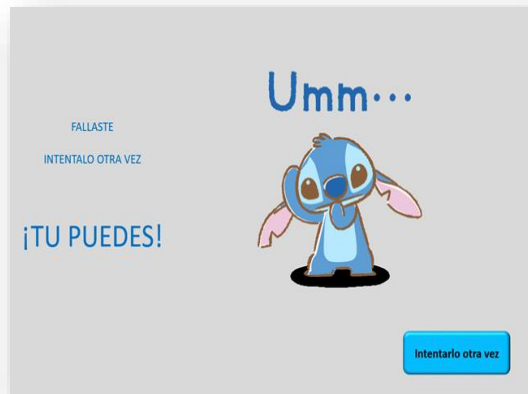 Umm...
FALLASTE
INTENTALO OTRA VEZ
¡TU PUEDES!
Intentarlo otra vez